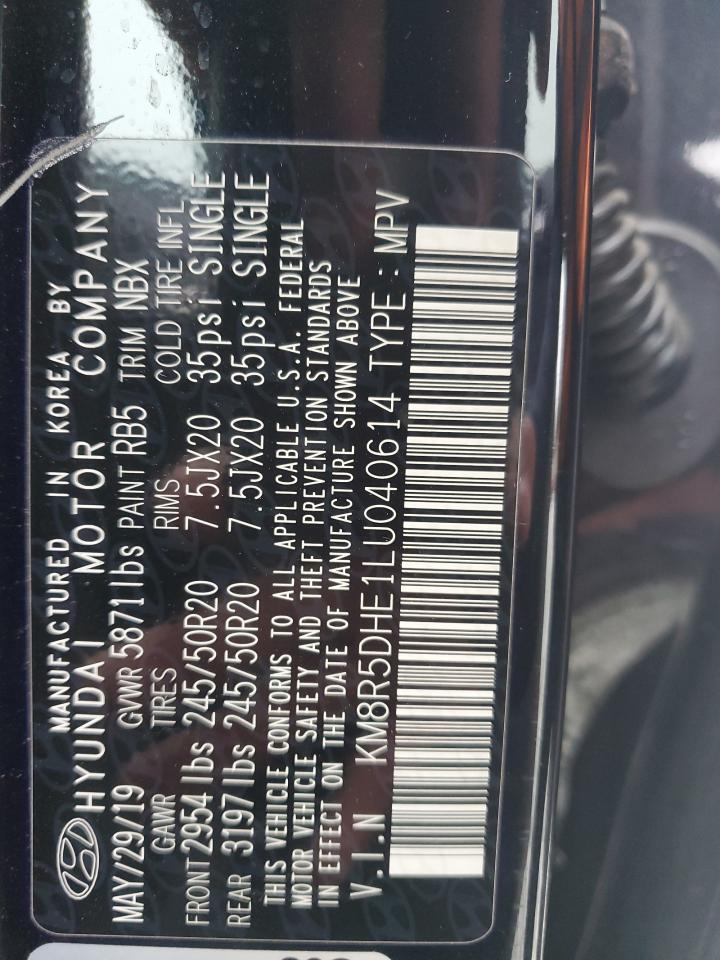 MANUFACTURED IN KOREA BY
HYUNDAI MOTOR COMPANY
MAY/29/19 GVWR 5871lbs PAINT RB5 TRIM NBX
GAWR TIRES RIMS COLD TIRE INFL
FRONT 2954 lbs 245/50R20 7.5JX20 35psi SINGLE
REAR 3197 lbs 245/50R20 7.5JX20 35psi SINGLE
THIS VEHICLE CONFORMS TO ALL APPLICABLE U.S.A. FEDERAL
MOTOR VEHICLE SAFETY AND THEFT PREVENTION STANDARDS
IN EFFECT ON THE DATE OF MANUFACTURE SHOWN ABOVE
V.I.N KM8R5DHE1LU040614 TYPE : MPV